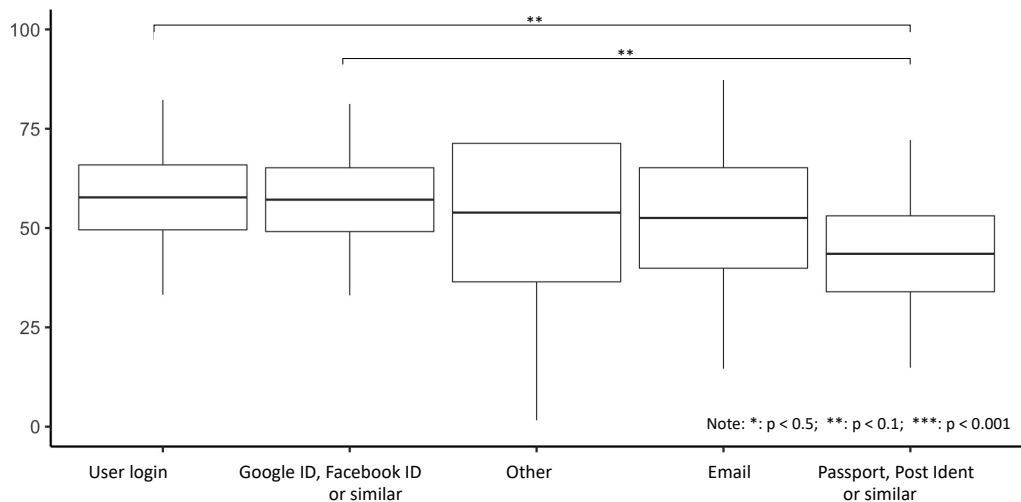 100
**
**
75
50
25
0
Note: *: p < 0.5; **: p < 0.1; ***: p < 0.001
User login
Google ID, Facebook ID
or similar
Other
Email
Passport, Post Ident
or similar